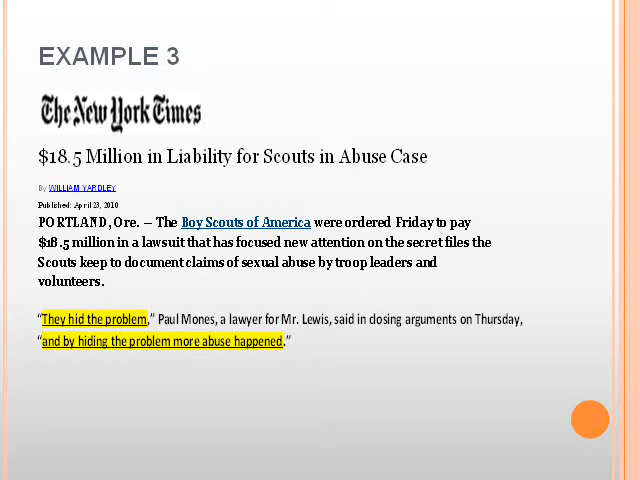 EXAMPLE 3
The New York Times
$18.5 Million in Liability for Scouts in Abuse Case
By WILLIAM YARDLEY
Published: April 23, 2010
PORTLAND, Ore. — The Boy Scouts of America were ordered Friday to pay
$18.5 million in a lawsuit that has focused new attention on the secret files the
Scouts keep to document claims of sexual abuse by troop leaders and
volunteers.
“They hid the problem,” Paul Mones, a lawyer for Mr. Lewis, said in closing arguments on Thursday,
“and by hiding the problem more abuse happened.”